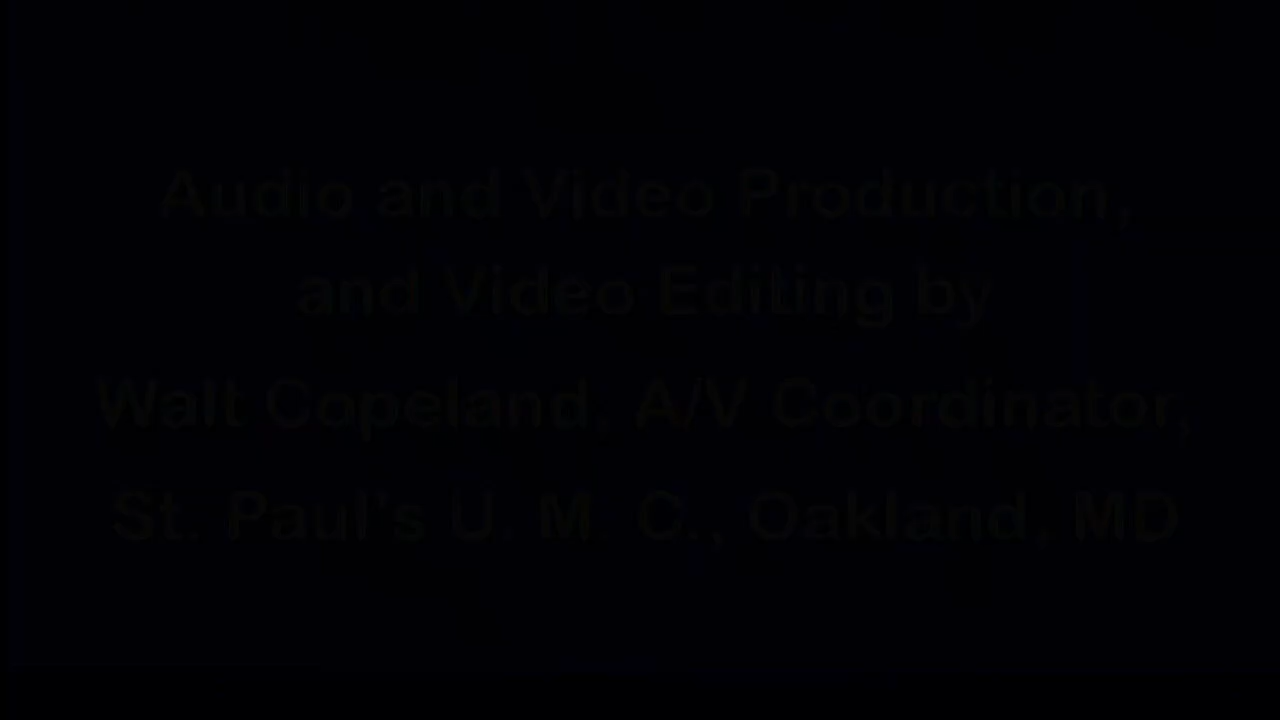 Audio and Video Production,
and Video Editing by
Walt Copeland, A/V Coordinator,
St. Paul's U. M. C., Oakland, MD